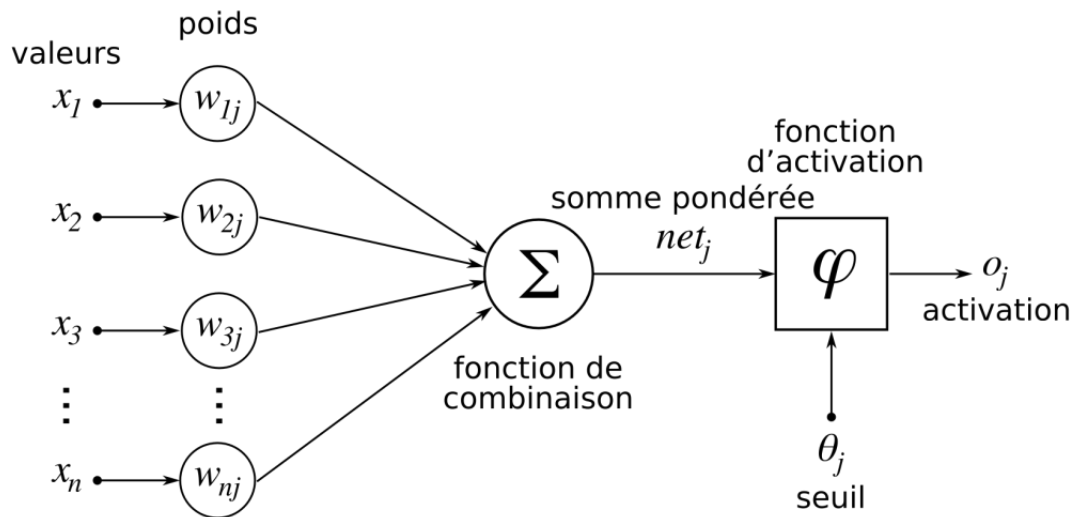 poids
valeurs
x₁
w₁ⱼ
x₂
w₂ⱼ
x₃
w₃ⱼ
⋮
⋮
xₙ
wₙⱼ
Σ
fonction de
combinaison
somme pondérée
netⱼ
fonction
d’activation
φ
oⱼ
activation
θⱼ
seuil